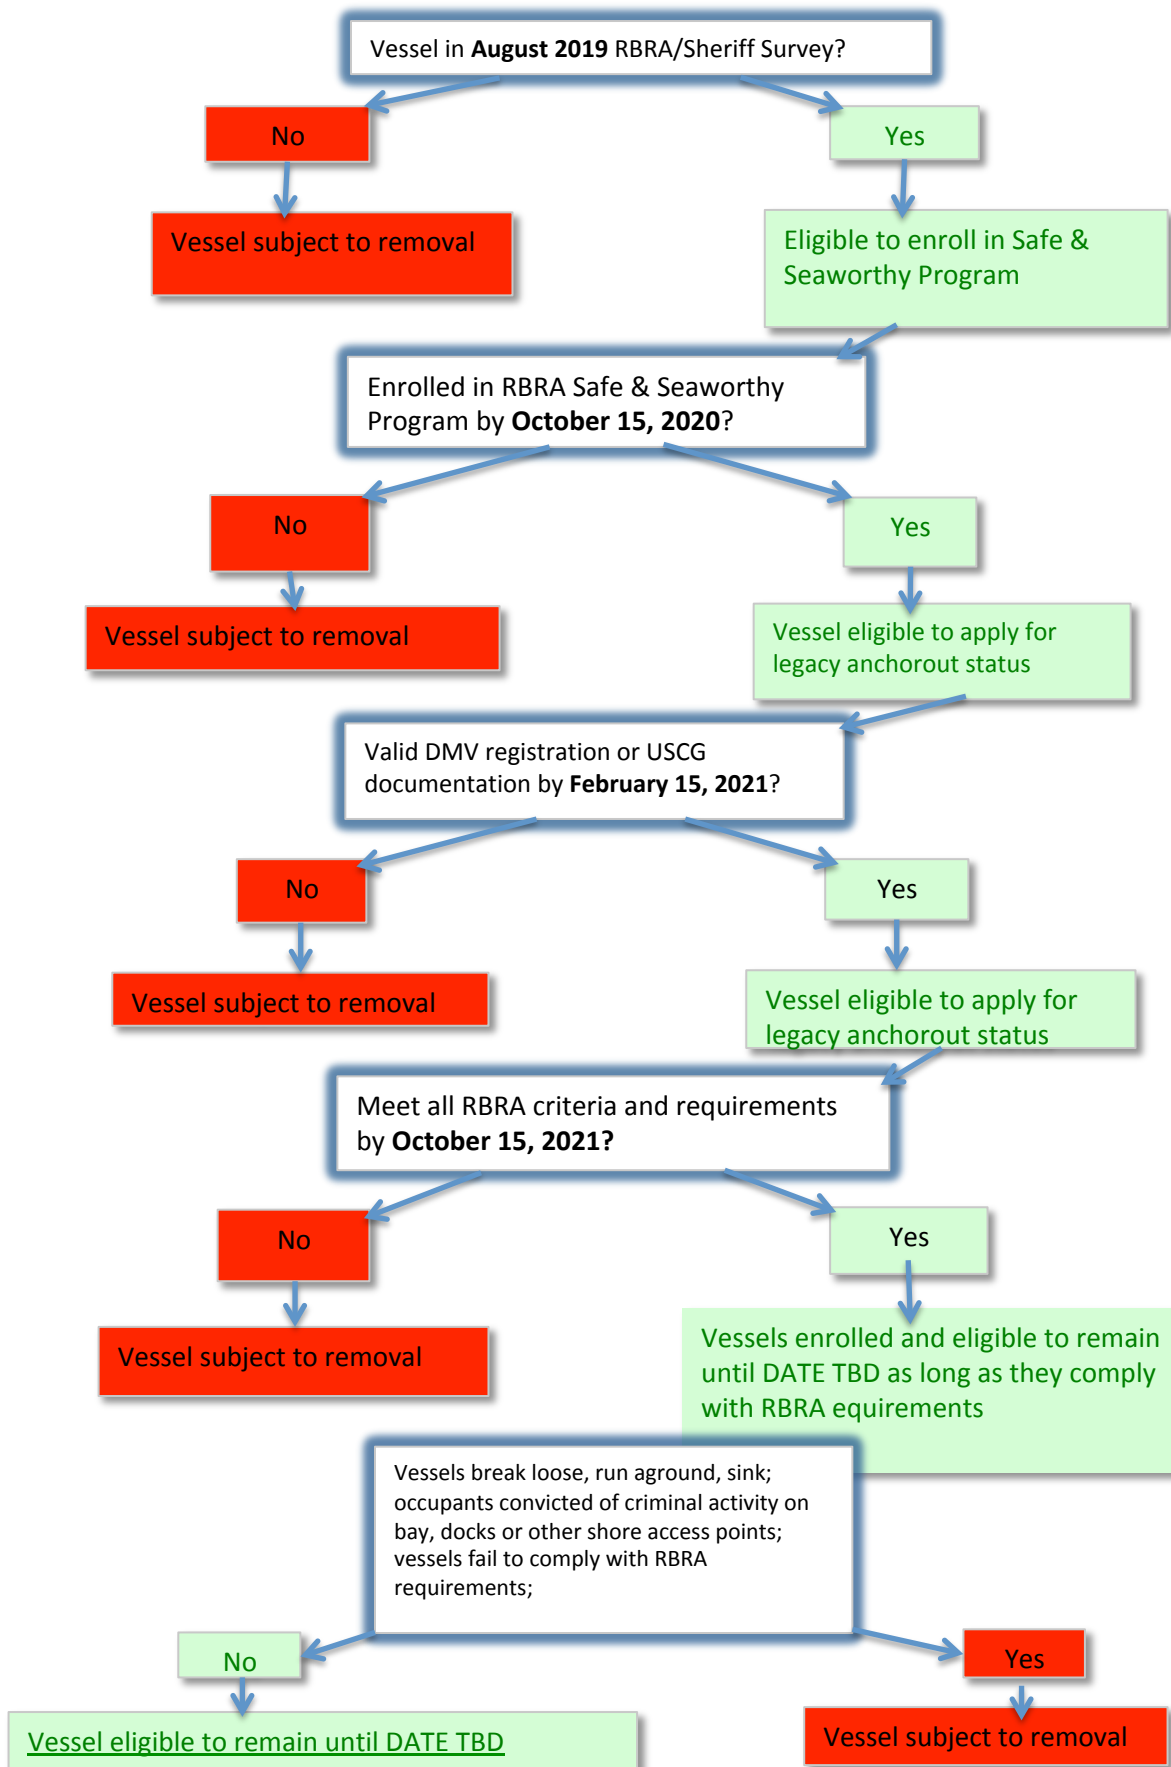 Vessel in August 2019 RBRA/Sheriff Survey?
No
Yes
Vessel subject to removal
Eligible to enroll in Safe &
Seaworthy Program
Enrolled in RBRA Safe & Seaworthy
Program by October 15, 2020?
No
Yes
Vessel subject to removal
Vessel eligible to apply for
legacy anchorout status
Valid DMV registration or USCG
documentation by February 15, 2021?
No
Yes
Vessel subject to removal
Vessel eligible to apply for
legacy anchorout status
Meet all RBRA criteria and requirements
by October 15, 2021?
No
Yes
Vessel subject to removal
Vessels enrolled and eligible to remain
until DATE TBD as long as they comply
with RBRA equirements
Vessels break loose, run aground, sink;
occupants convicted of criminal activity on
bay, docks or other shore access points;
vessels fail to comply with RBRA
requirements;
No
Yes
Vessel eligible to remain until DATE TBD
Vessel subject to removal